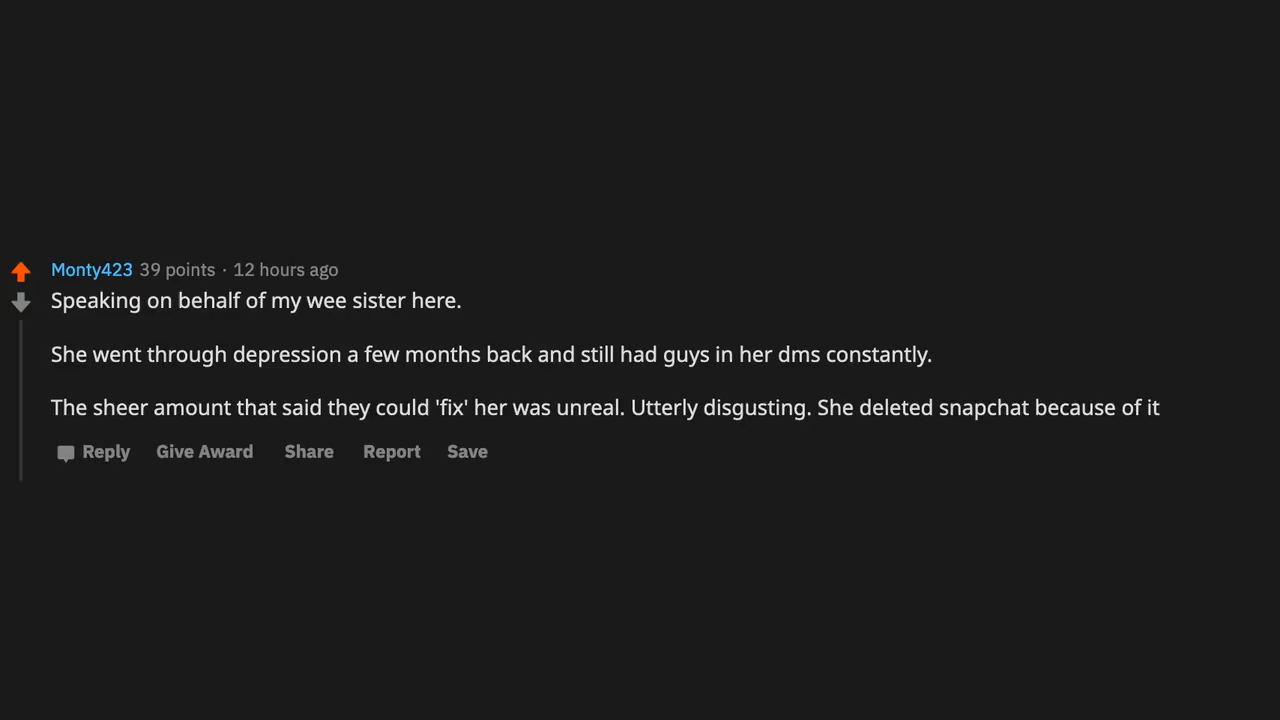 Monty423 39 points · 12 hours ago
Speaking on behalf of my wee sister here.
She went through depression a few months back and still had guys in her dms constantly.
The sheer amount that said they could 'fix' her was unreal. Utterly disgusting. She deleted snapchat because of it
Reply Give Award Share Report Save